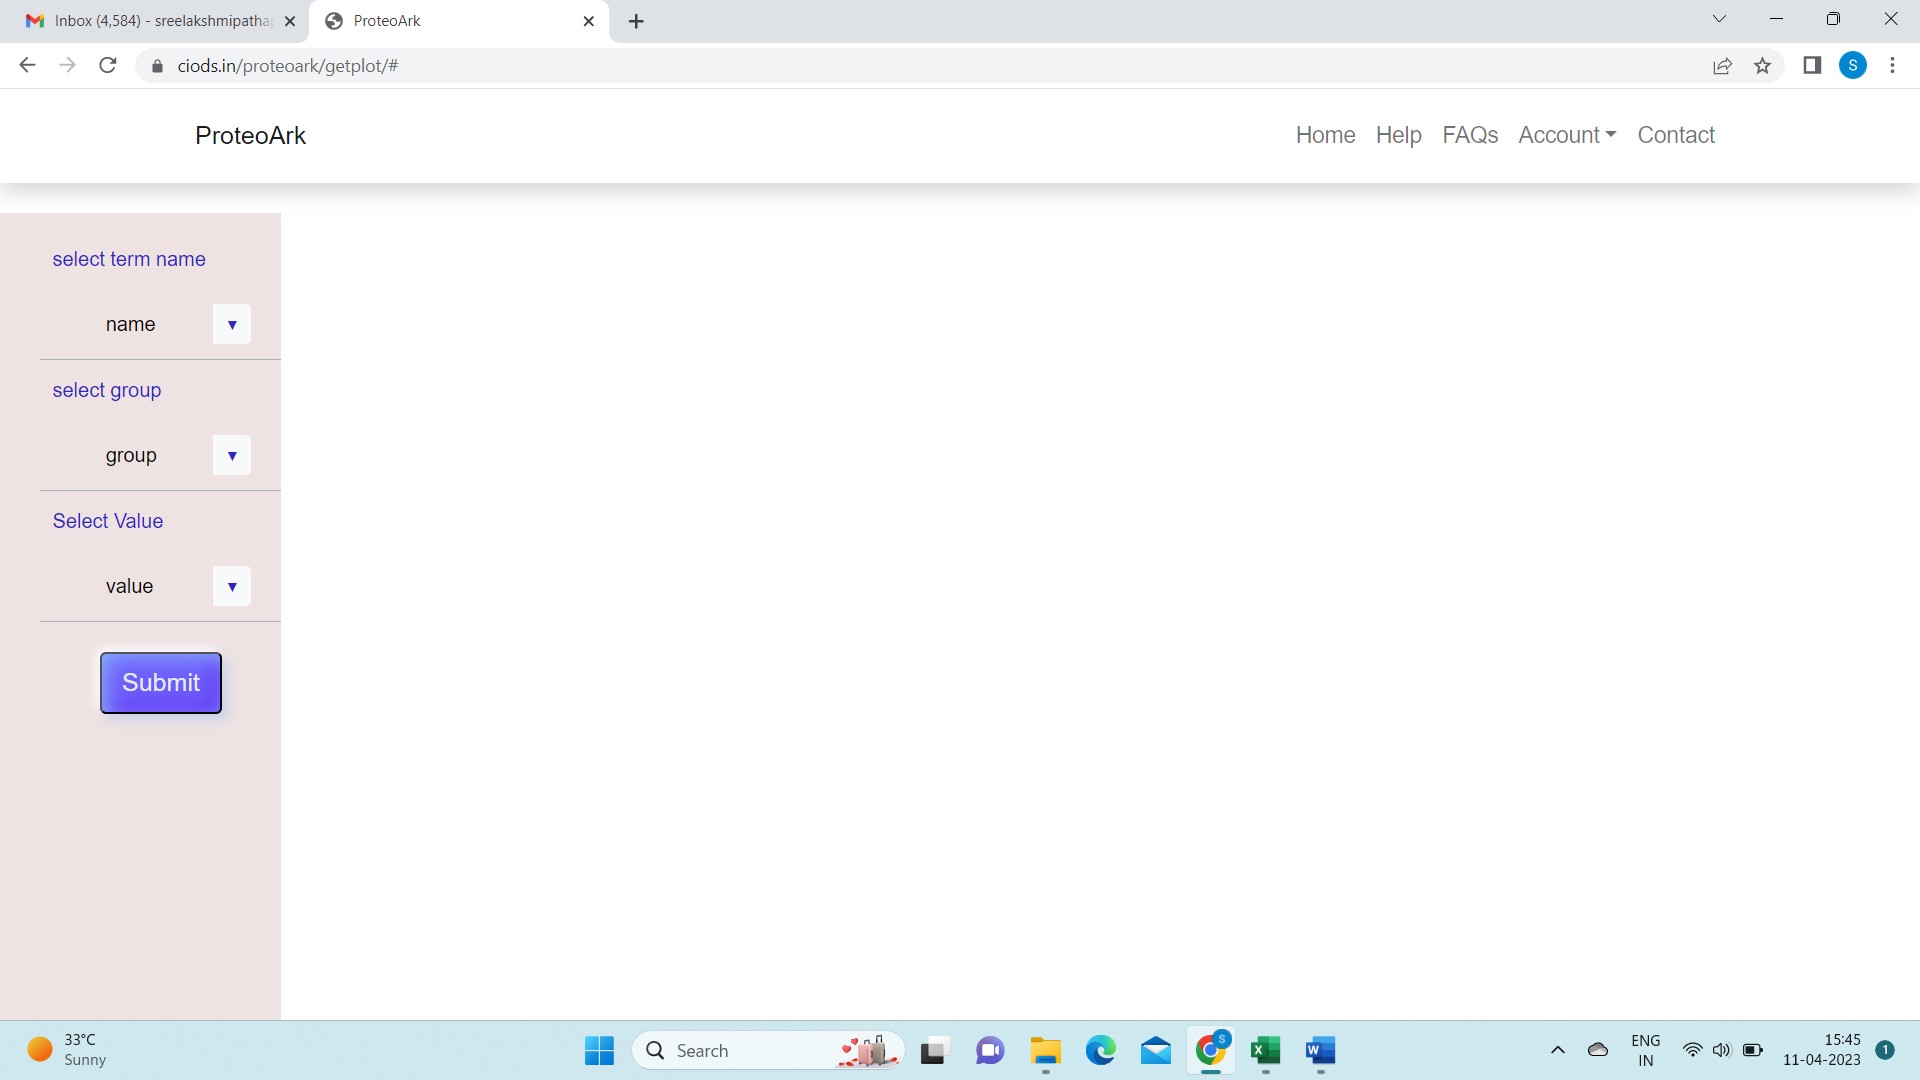 Inbox (4,584) - sreelakshmipatha
ProteoArk
ciods.in/proteoark/getplot/#
S
ProteoArk
Home Help FAQs Account Contact
select term name
name
select group
group
Select Value
value
Submit
33°C
Sunny
Search
S
X
W
ENG
IN
15:45
11-04-2023
1